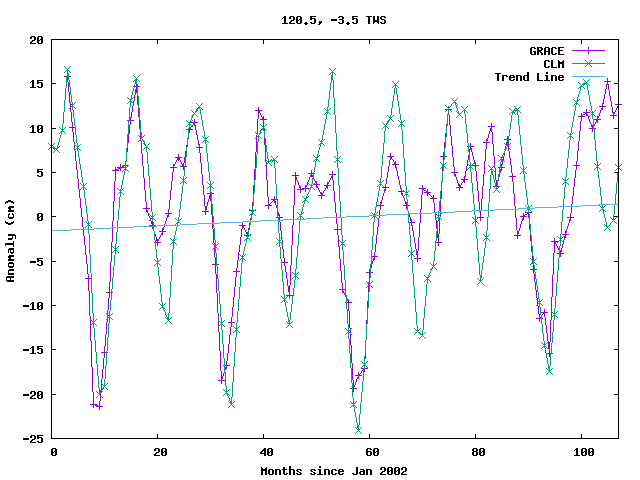 120.5, -3.5 TWS
GRACE
CLM
Trend Line
20
15
10
5
0
-5
-10
-15
-20
-25
Anomaly (cm)
0 20 40 60 80 100
Months since Jan 2002